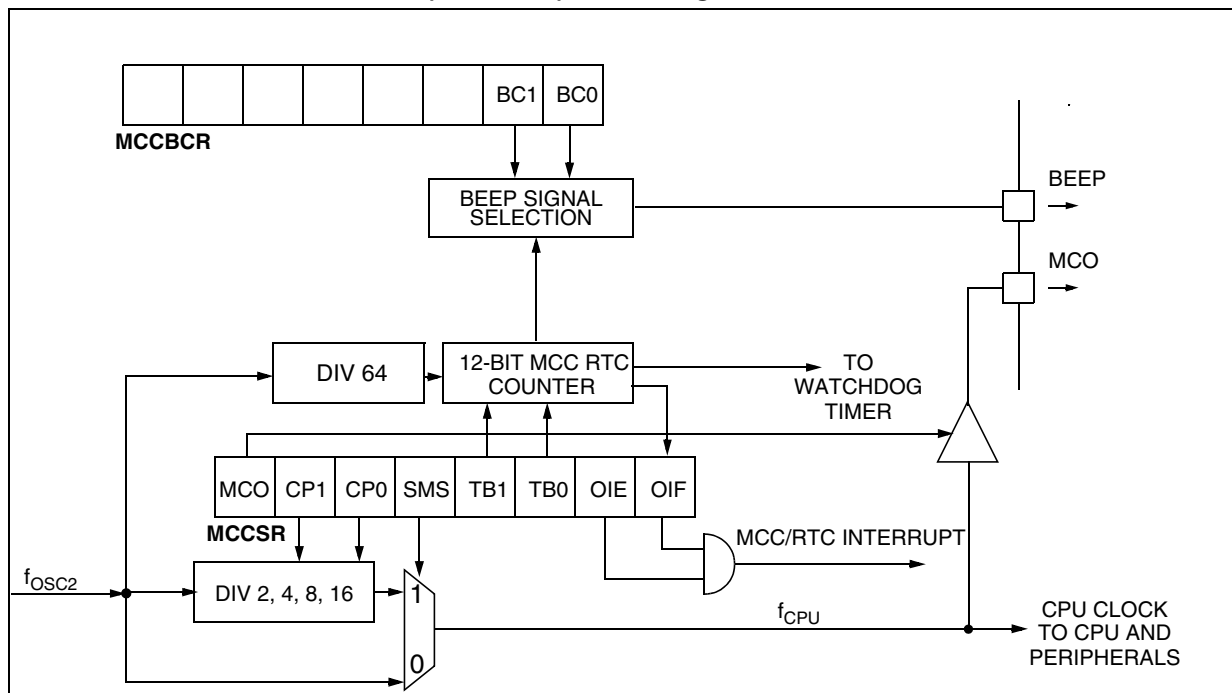 BC1 BC0
MCCBCR
BEEP SIGNAL
SELECTION
BEEP
MCO
DIV 64
12-BIT MCC RTC
COUNTER
TO
WATCHDOG
TIMER
MCO CP1 CP0 SMS TB1 TB0 OIE OIF
MCCSR
MCC/RTC INTERRUPT
fOSC2
DIV 2, 4, 8, 16
1
0
fCPU
CPU CLOCK
TO CPU AND
PERIPHERALS